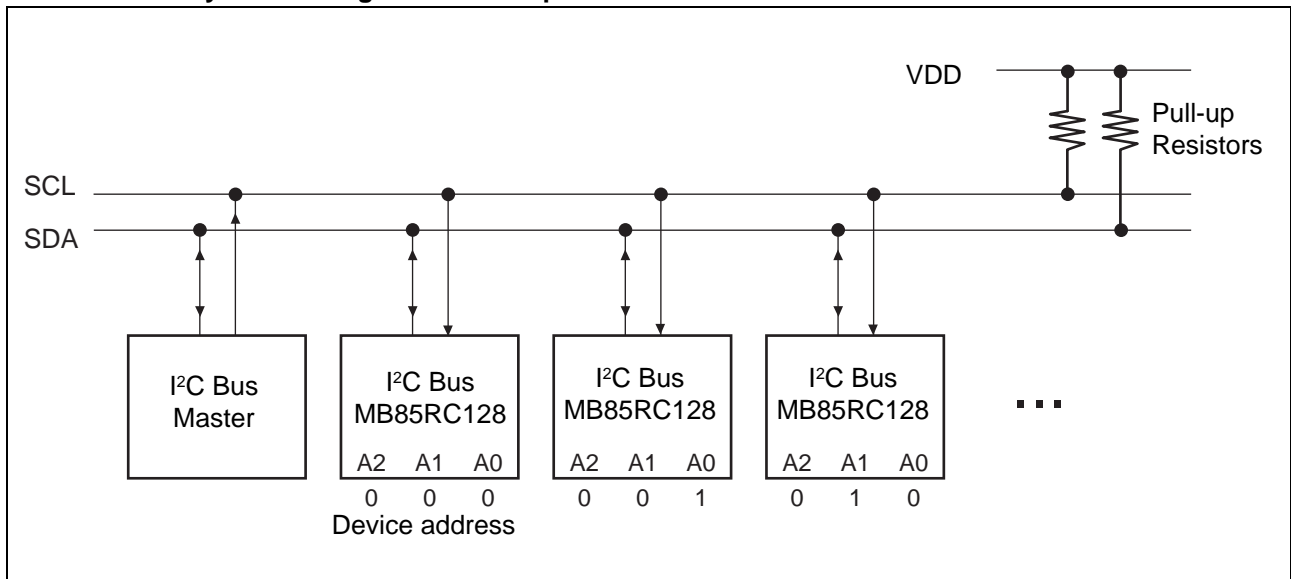 VDD
Pull-up
Resistors
SCL
SDA
I²C Bus
Master
I²C Bus
MB85RC128
A2 A1 A0
0 0 0
Device address
I²C Bus
MB85RC128
A2 A1 A0
0 0 1
I²C Bus
MB85RC128
A2 A1 A0
0 1 0
...